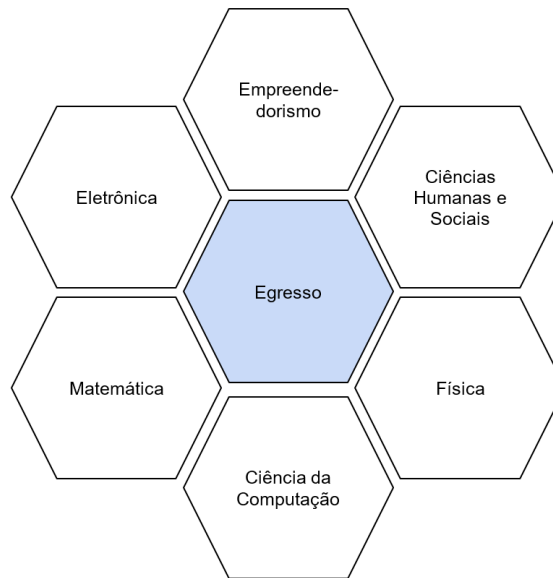 Empreende-
dorismo
Eletrônica
Ciências
Humanas e
Sociais
Egresso
Matemática
Física
Ciência da
Computação